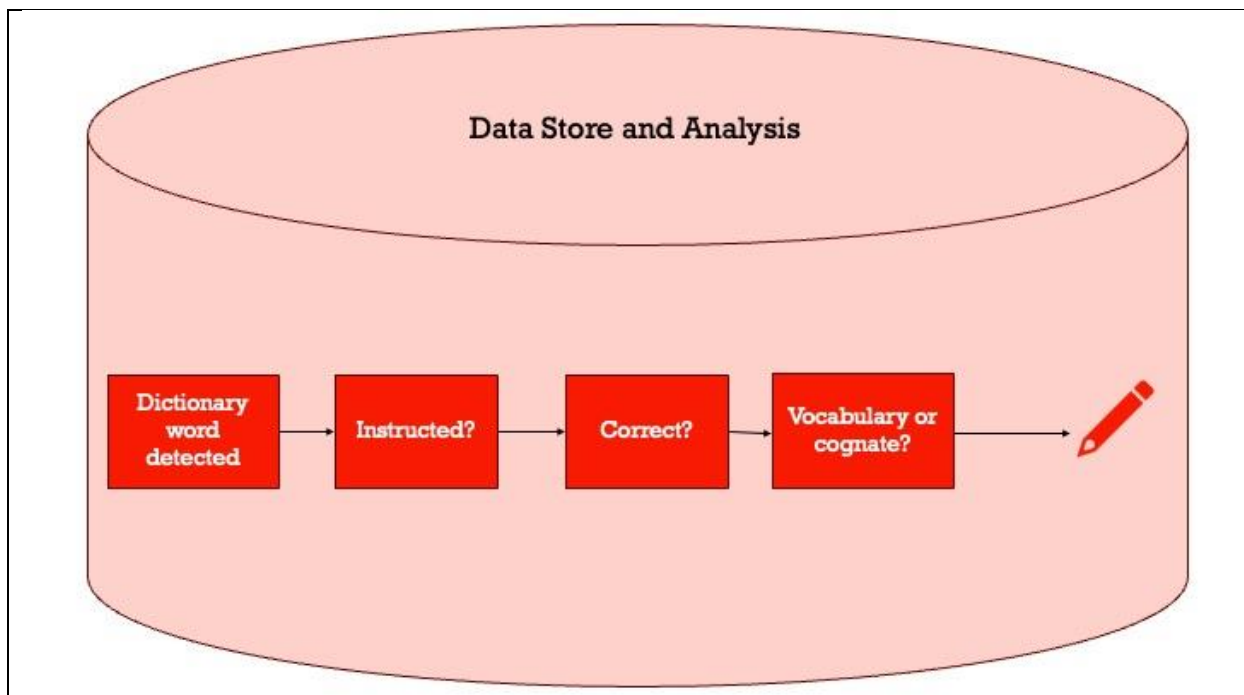 Data Store and Analysis
Dictionary
word
detected
Instructed?
Correct?
Vocabulary or
cognate?